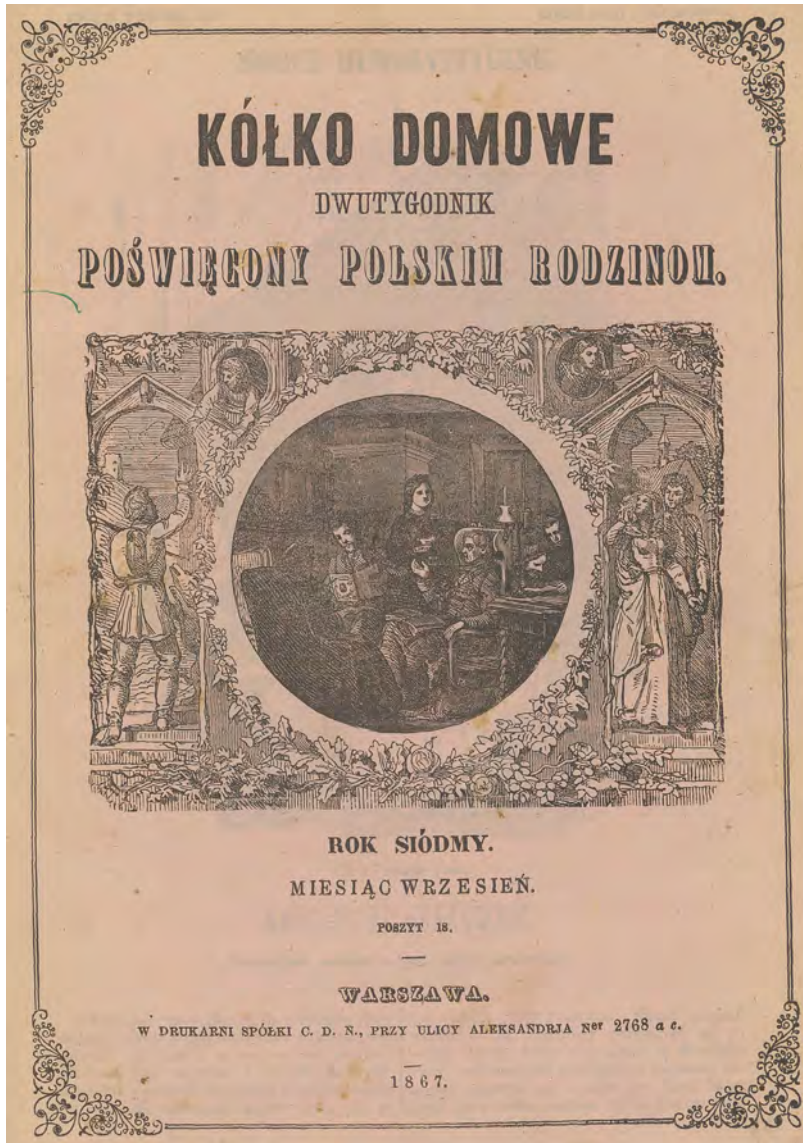 KÓŁKO DOMOWE
DWUTYGODNIK
POŚWIĘCONY POLSKIM RODZINOM.
ROK SIÓDMY.
MIESIĄC WRZESIEŃ.
POSZYT 18.
WARSZAWA.
W DRUKARNI SPÓŁKI C. D. N., PRZY ULICY ALEKSANDRJA Ner 2768 a c.
1867.